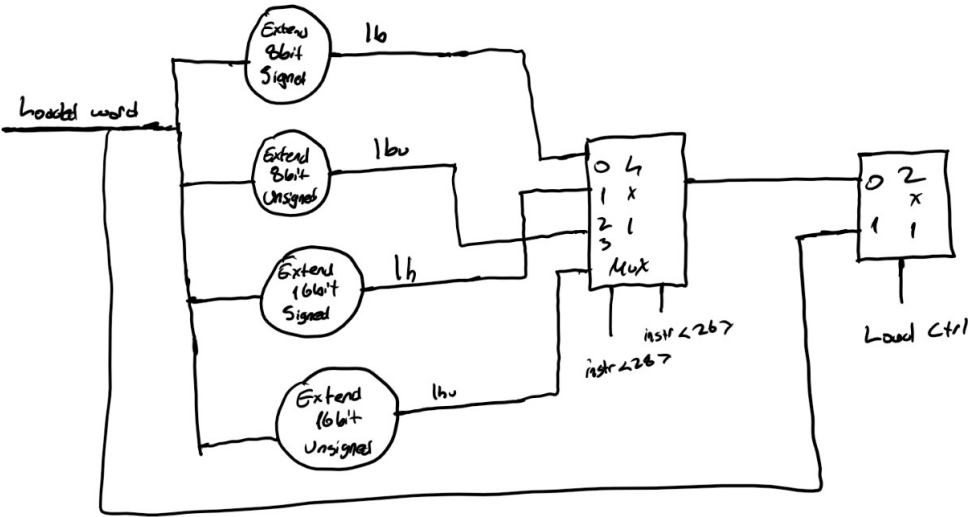 Extend
8bit
Signed
lb
Loaded word
Extend
8bit
Unsigned
lbu
Extend
16bit
Signed
lh
Extend
16bit
Unsigned
lhu
0 4
1 x
2 1
3
Mux
instr<26>
instr<28>
0 2
x
1 1
Load Ctrl